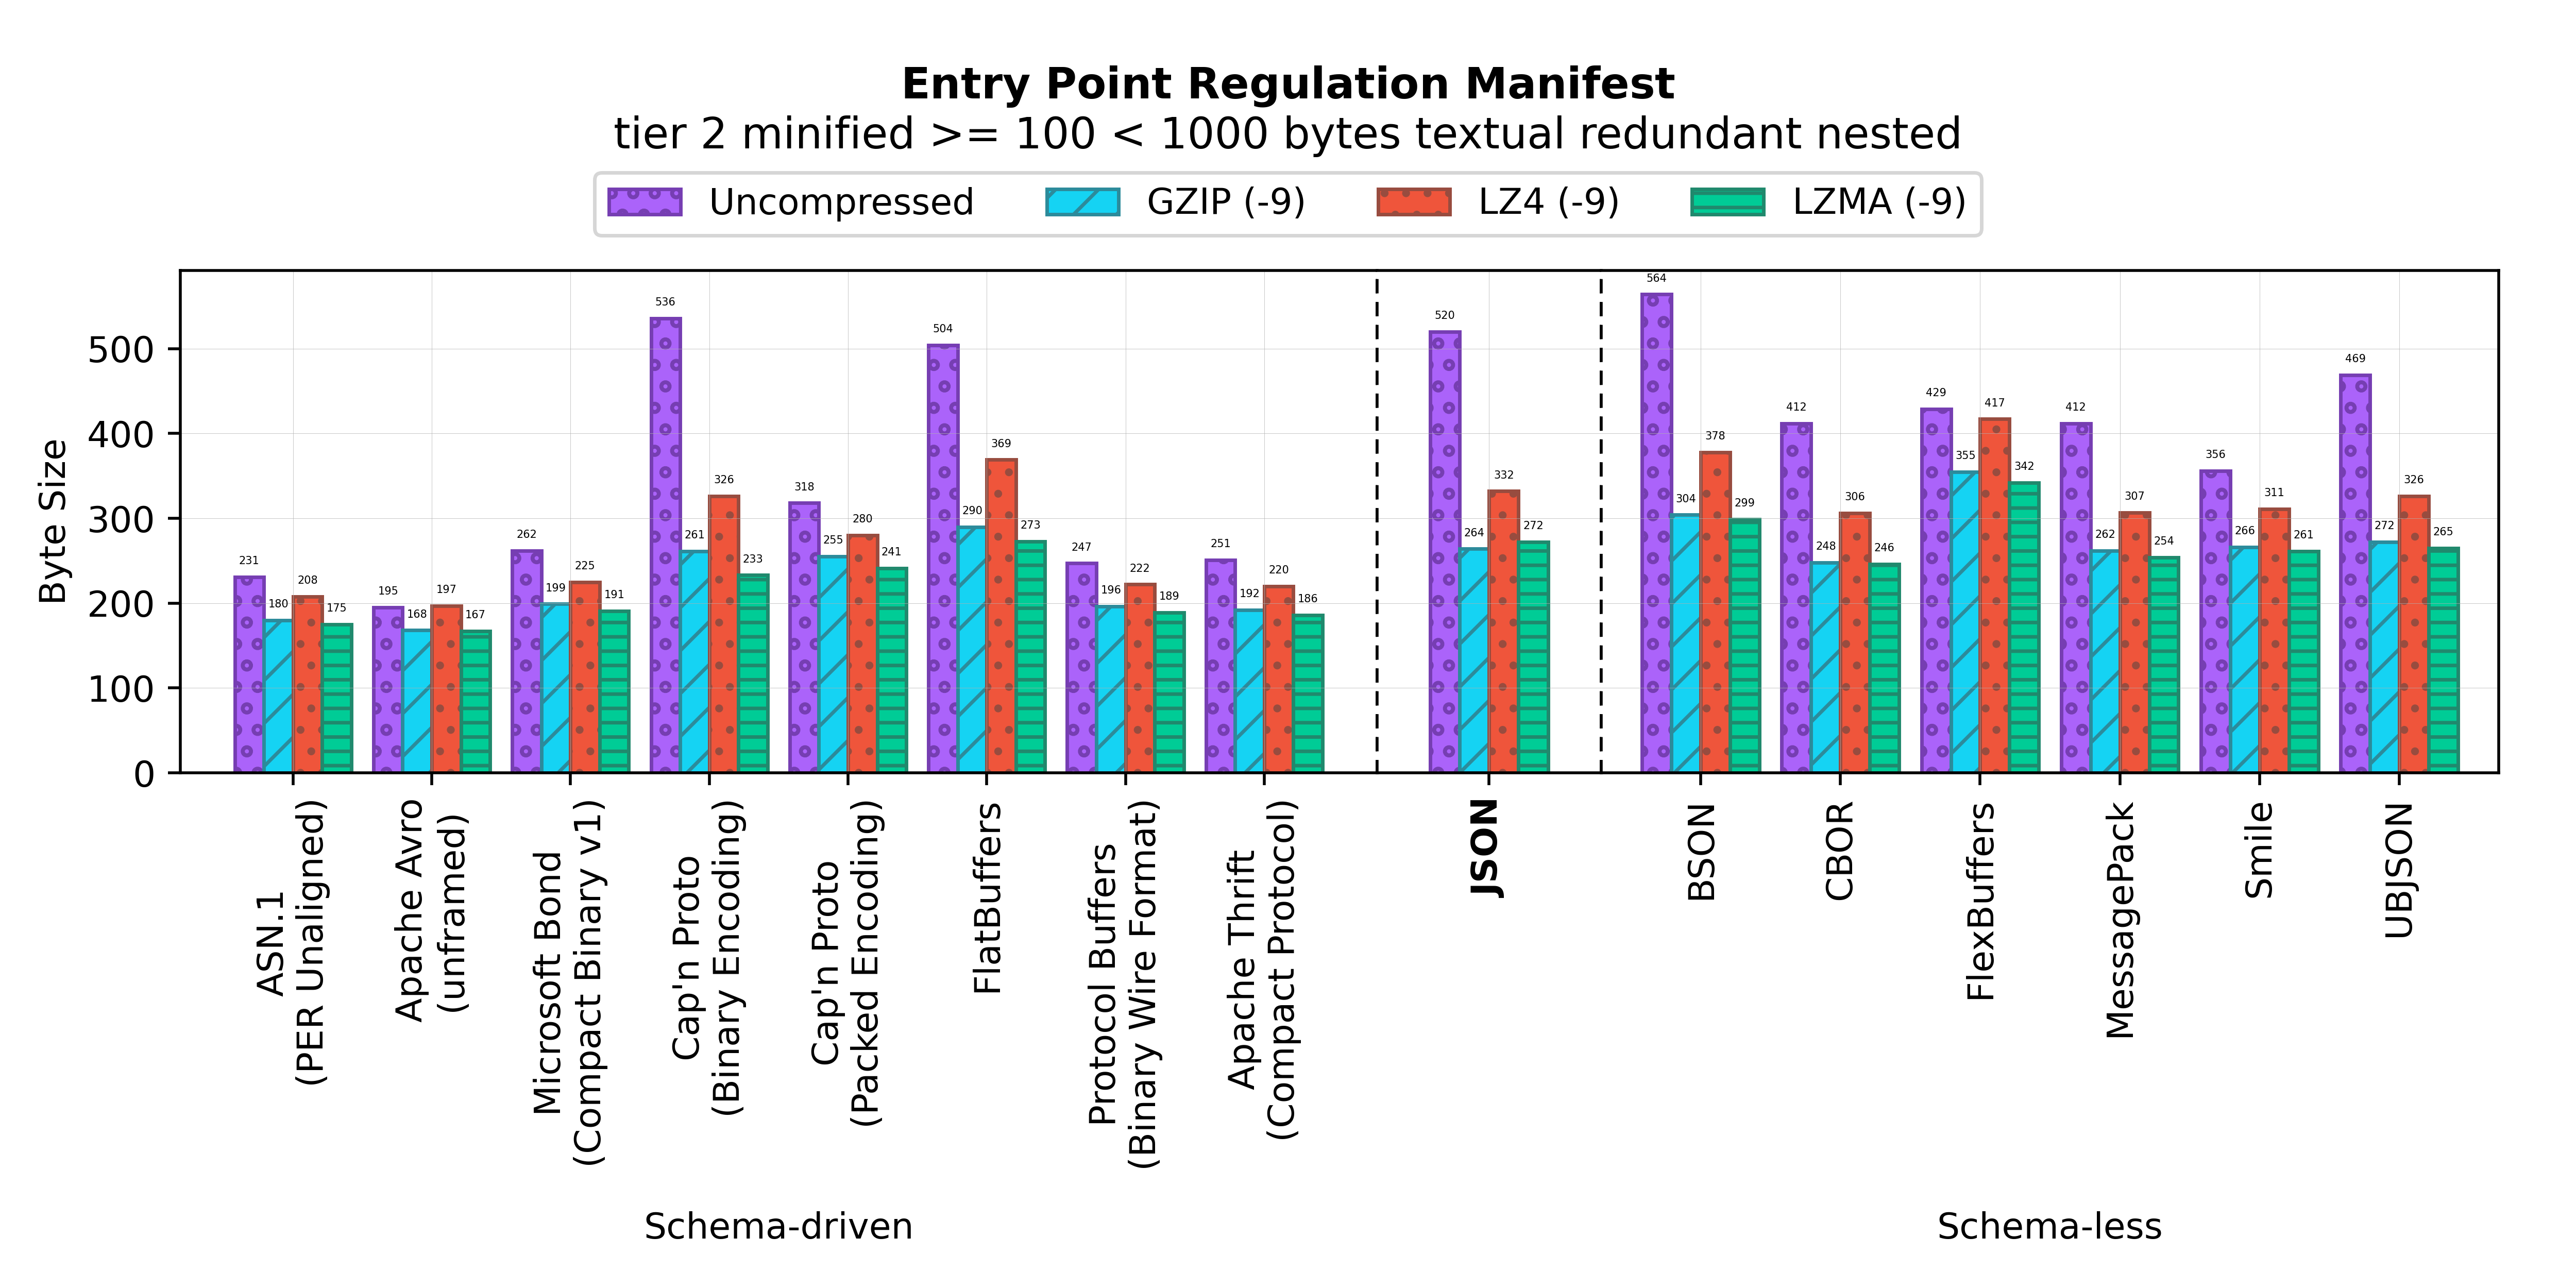 Entry Point Regulation Manifest
tier 2 minified >= 100 < 1000 bytes textual redundant nested
Uncompressed
GZIP (-9)
LZ4 (-9)
LZMA (-9)
Byte Size
500
400
300
200
100
0
231
180
208
175
195
168
197
167
262
199
225
191
536
261
326
233
318
255
280
241
504
290
369
273
247
196
222
189
251
192
220
186
520
264
332
272
564
304
378
299
412
248
306
246
429
355
417
342
412
262
307
254
356
266
311
261
469
272
326
265
ASN.1
(PER Unaligned)
Apache Avro
(unframed)
Microsoft Bond
(Compact Binary v1)
Cap'n Proto
(Binary Encoding)
Cap'n Proto
(Packed Encoding)
FlatBuffers
Protocol Buffers
(Binary Wire Format)
Apache Thrift
(Compact Protocol)
JSON
BSON
CBOR
FlexBuffers
MessagePack
Smile
UBJSON
Schema-driven
Schema-less